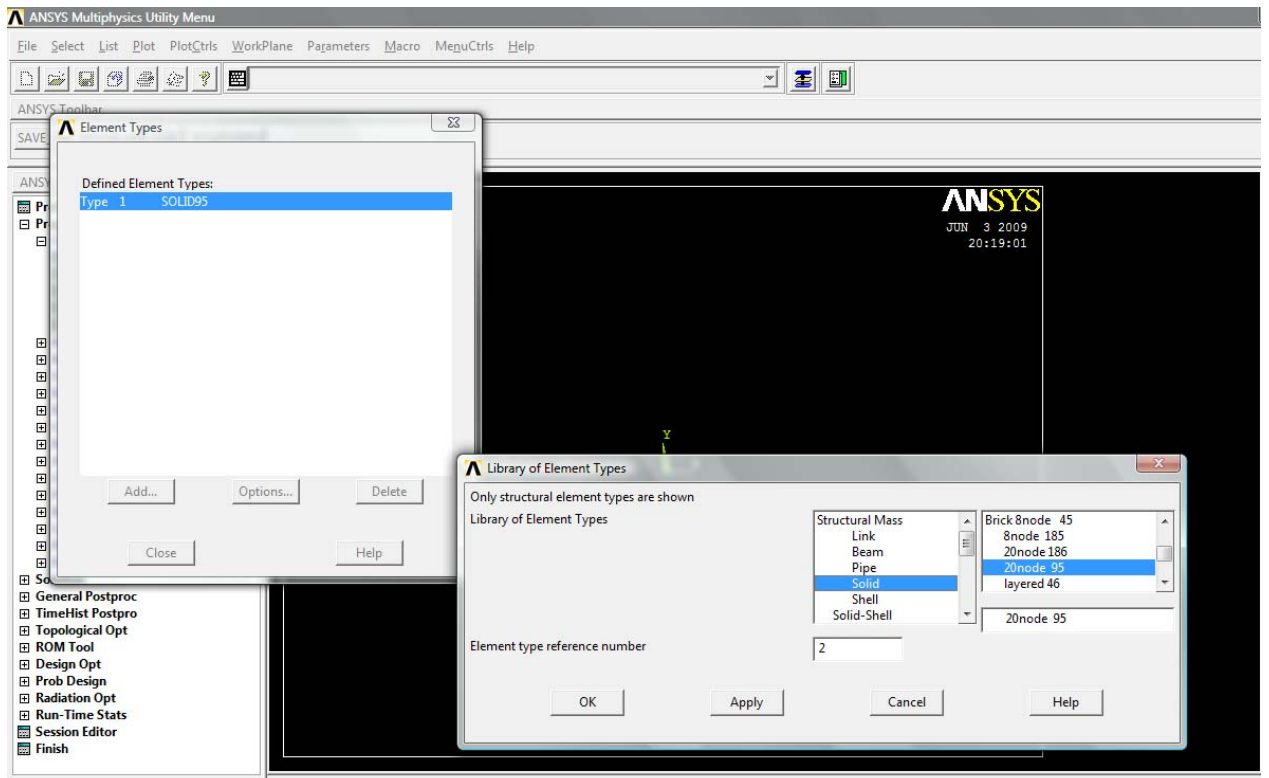 ANSYS Multiphysics Utility Menu
File Select List Plot PlotCtrls WorkPlane Parameters Macro MenuCtrls Help
ANSYS Toolbar
SAVE
Element Types
Defined Element Types:
Type 1 SOLID95
Add... Options... Delete
Close Help
ANSY
Pr
Pr
So
General Postproc
TimeHist Postpro
Topological Opt
ROM Tool
Design Opt
Prob Design
Radiation Opt
Run-Time Stats
Session Editor
Finish
ANSYS
JUN 3 2009
20:19:01
Y
Library of Element Types
Only structural element types are shown
Library of Element Types
Structural Mass
Link
Beam
Pipe
Solid
Shell
Solid-Shell
Brick 8node 45
8node 185
20node 186
20node 95
layered 46
20node 95
Element type reference number
2
OK Apply Cancel Help